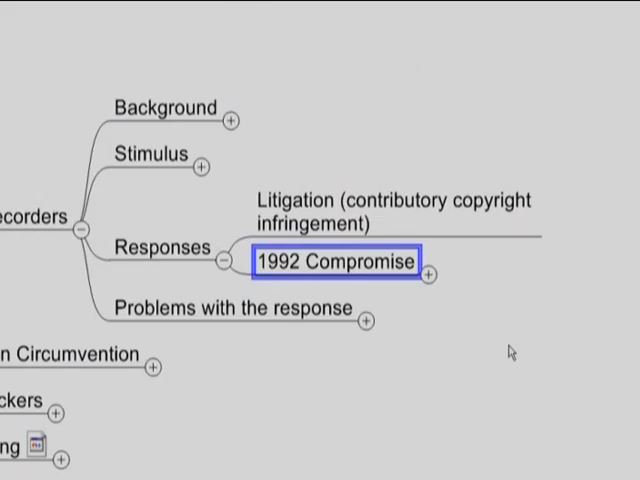 Background
Stimulus
Litigation (contributory copyright
infringement)
ecorders
Responses
1992 Compromise
Problems with the response
n Circumvention
ckers
ng